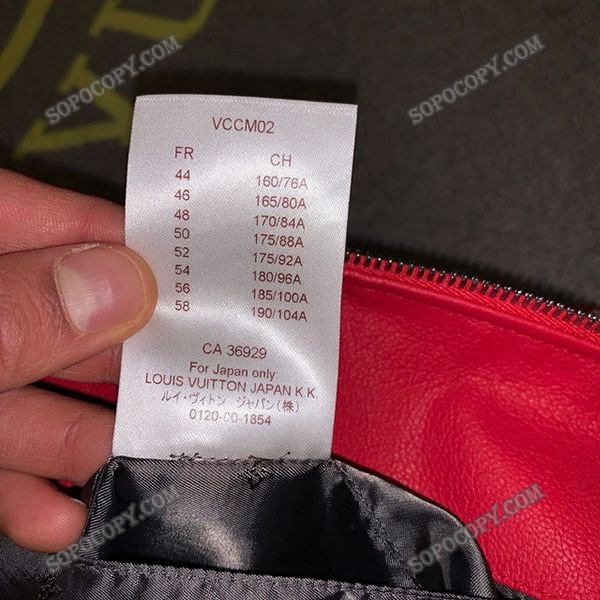 VU
SOPOCOPY.COM
SOPOCOPY.COM
VCCM02
FR CH
44 160/76A
46 165/80A
48 170/84A
50 175/88A
52 175/92A
54 180/96A
56 185/100A
58 190/104A
CA 36929
For Japan only:
LOUIS VUITTON JAPAN K.K.
ルイ・ヴィトン ジャパン(株)
0120-00-1854
SOPOCOPY.COM
SOPOCOPY.COM